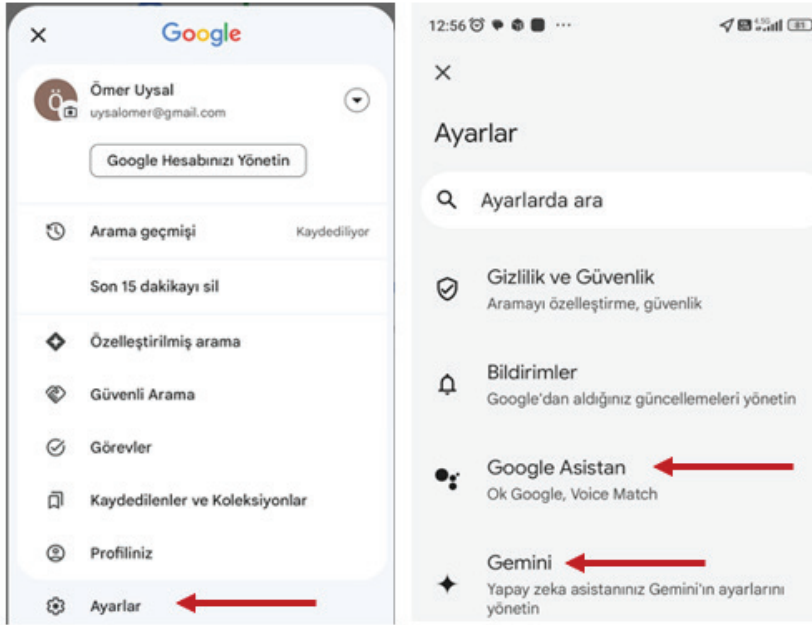 Google
Ö
Ömer Uysal
uysalomer@gmail.com
Google Hesabınızı Yönetin
Arama geçmişi Kaydediliyor
Son 15 dakikayı sil
Özelleştirilmiş arama
Güvenli Arama
Görevler
Kaydedilenler ve Koleksiyonlar
Profiliniz
Ayarlar
12:56 81
Ayarlar
Ayarlarda ara
Gizlilik ve Güvenlik
Aramayı özelleştirme, güvenlik
Bildirimler
Google'dan aldığınız güncellemeleri yönetin
Google Asistan
Ok Google, Voice Match
Gemini
Yapay zeka asistanınız Gemini'ın ayarlarını
yönetin